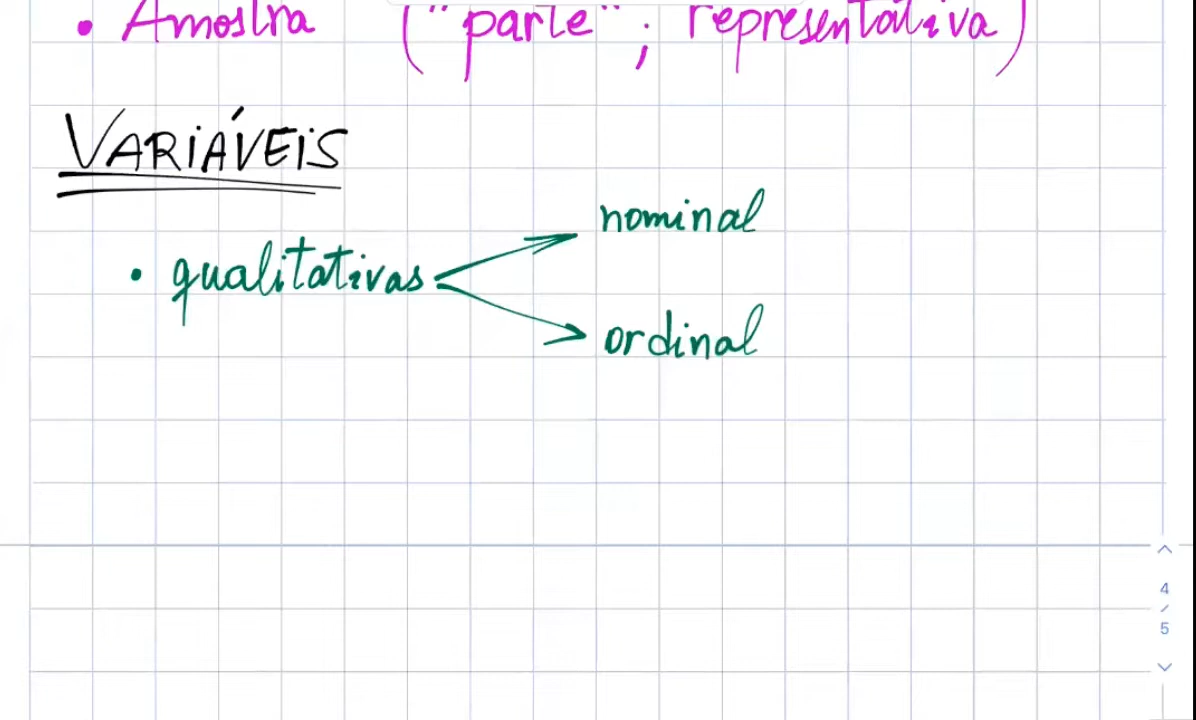 • Amostra ("parte"; representativa)
VARIÁVEIS
nominal
• qualitativas
ordinal
4
/
5